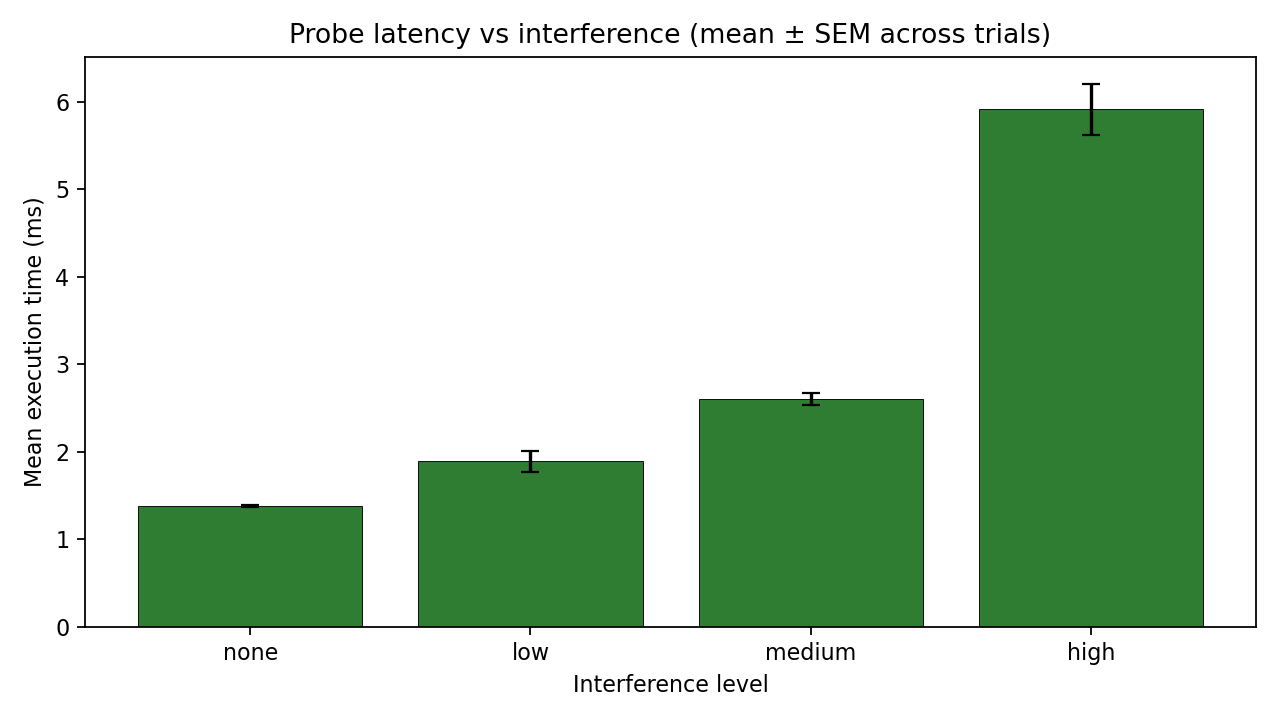 Probe latency vs interference (mean ± SEM across trials)
Mean execution time (ms)
6
5
4
3
2
1
0
none low medium high
Interference level